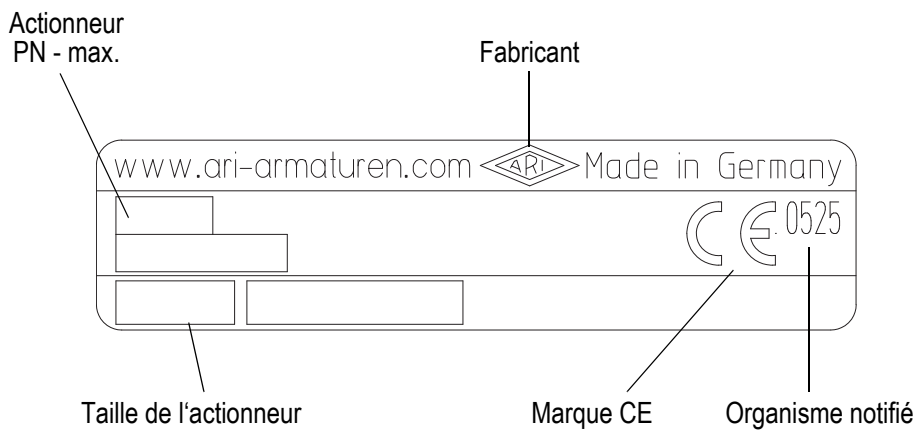 Actionneur
PN - max.
Fabricant
www.ari-armaturen.com ARI Made in Germany
CE.0525
Taille de l‘actionneur
Marque CE
Organisme notifié